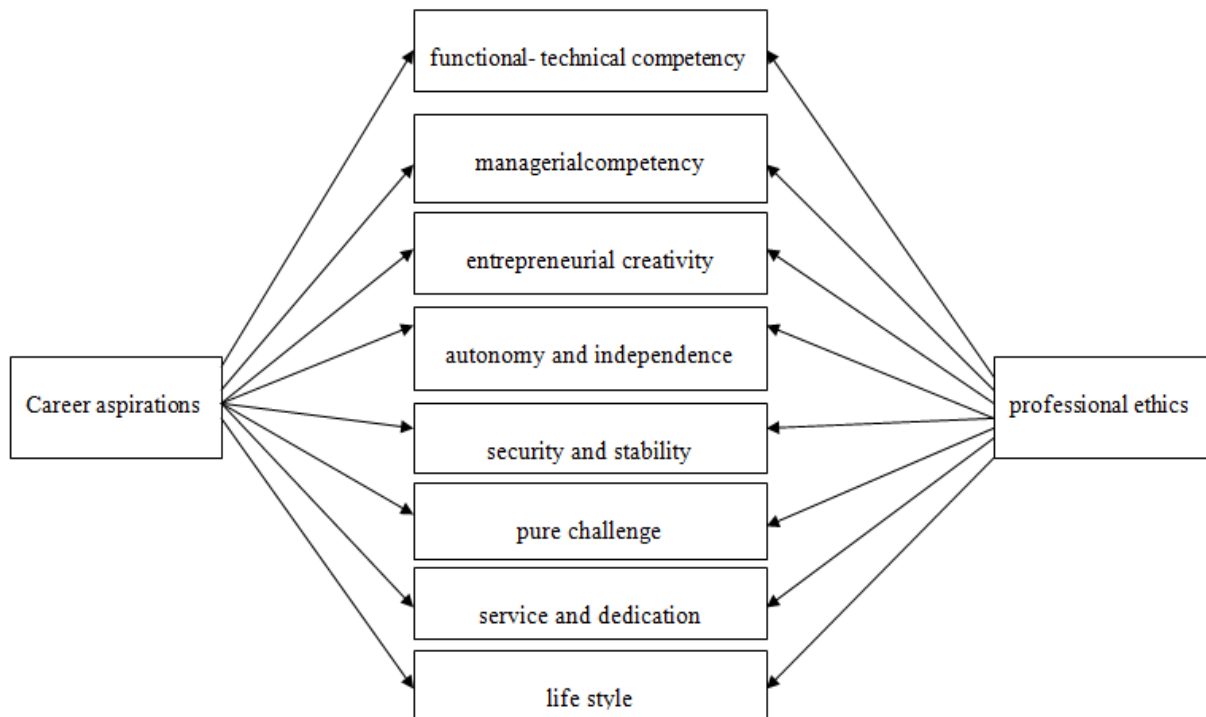 functional- technical competency
managerialcompetency
entrepreneurial creativity
autonomy and independence
Career aspirations
professional ethics
security and stability
pure challenge
service and dedication
life style